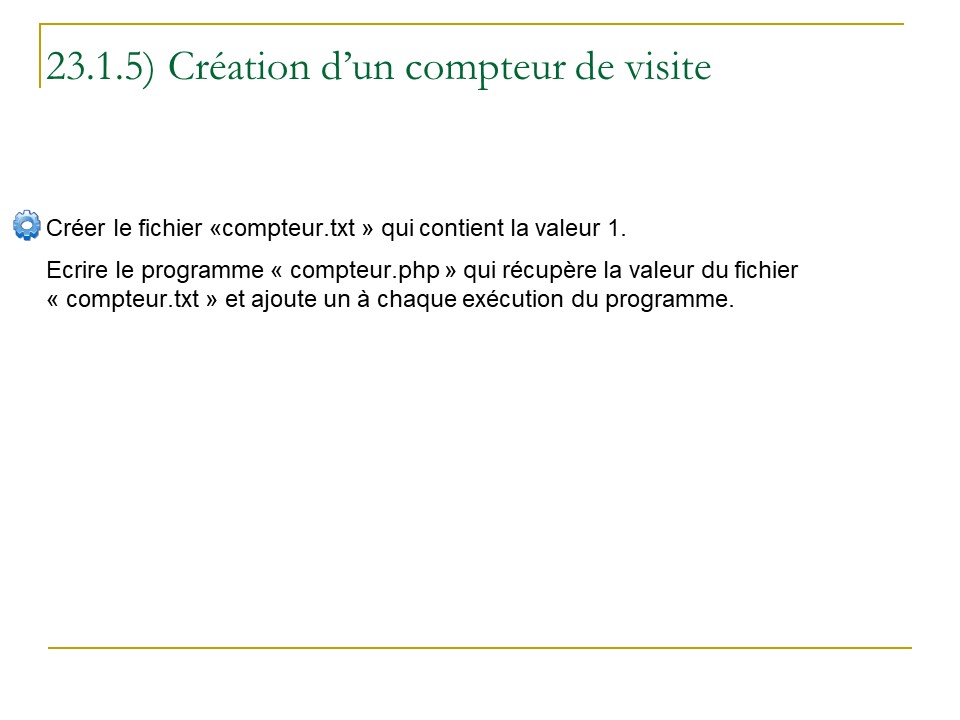 23.1.5) Création d’un compteur de visite
Créer le fichier «compteur.txt » qui contient la valeur 1.
Ecrire le programme « compteur.php » qui récupère la valeur du fichier
« compteur.txt » et ajoute un à chaque exécution du programme.